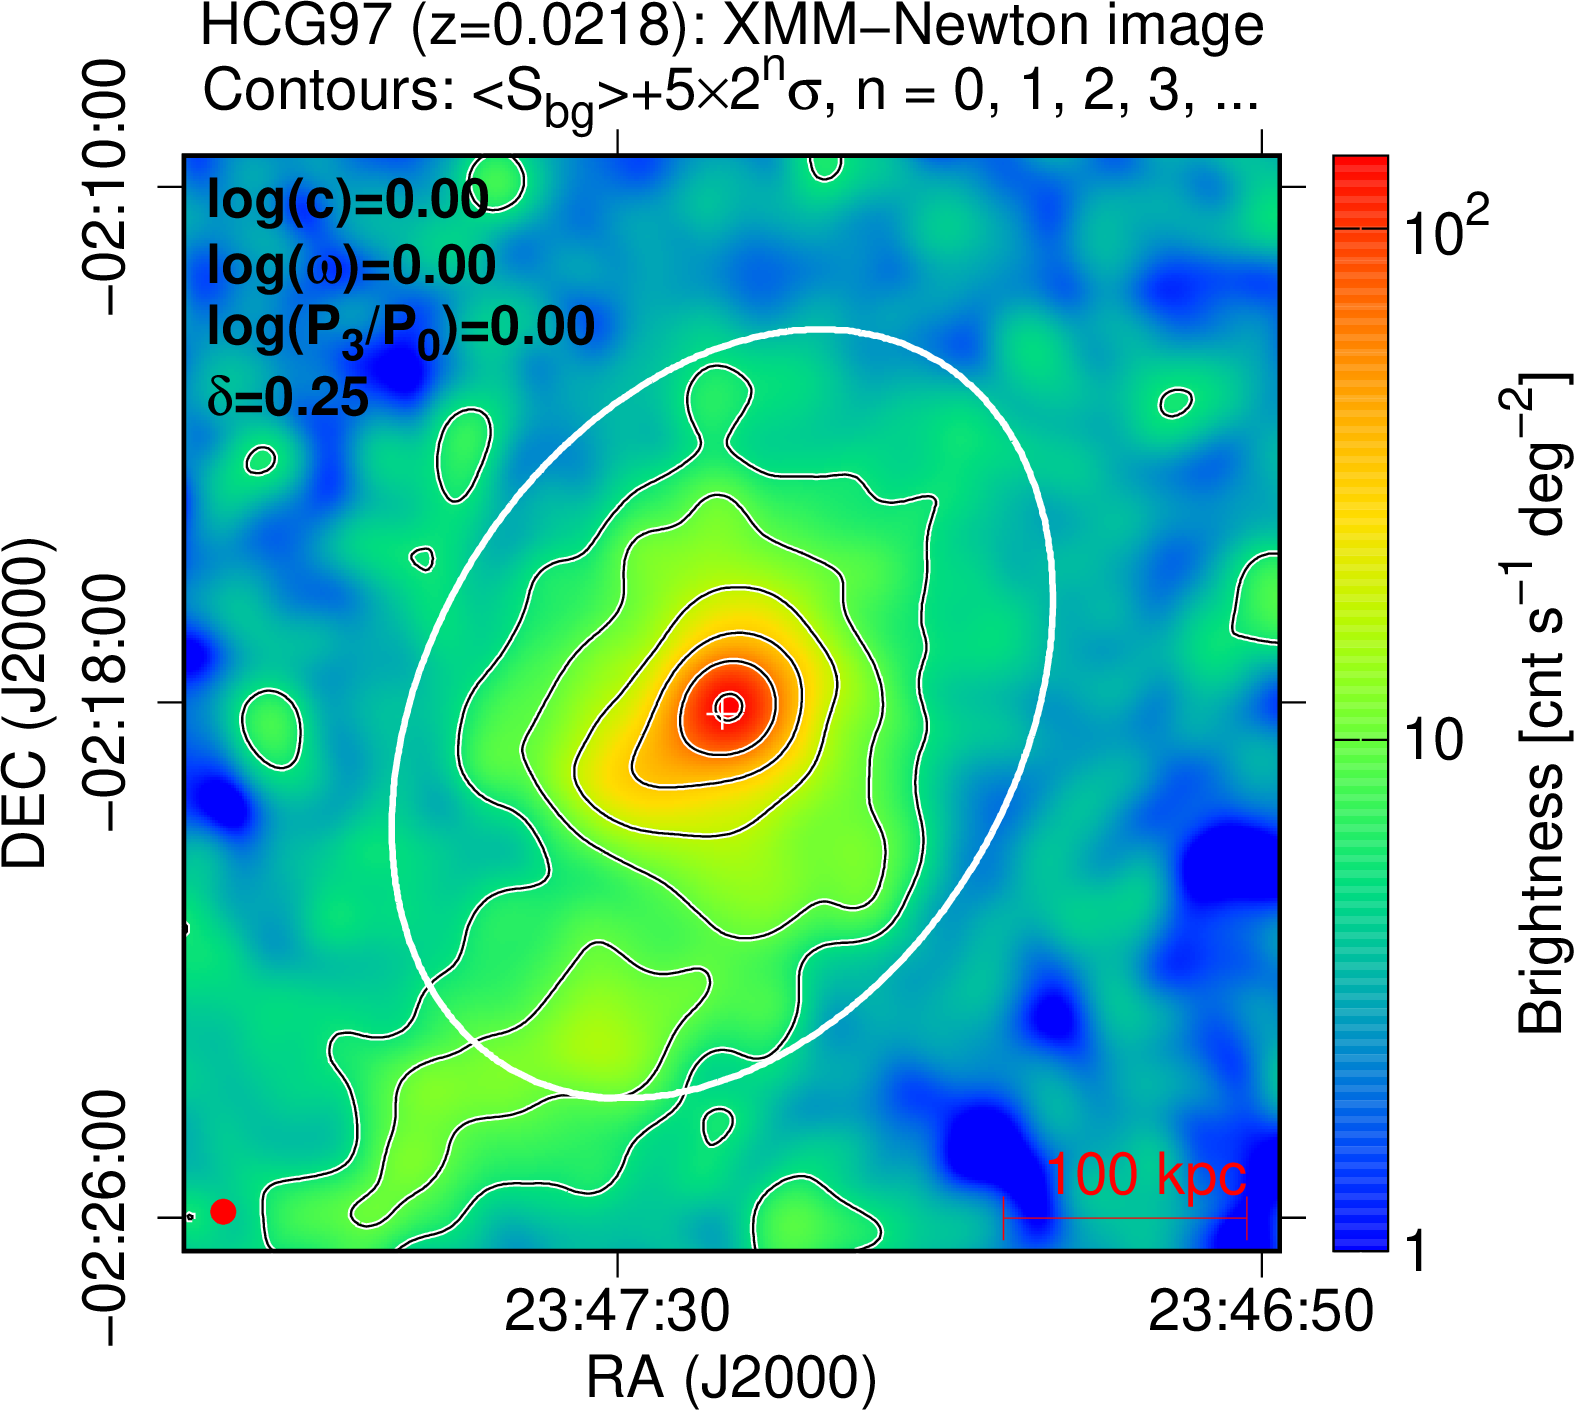 HCG97 (z=0.0218): XMM−Newton image
Contours: <S_bg>+5×2^nσ, n = 0, 1, 2, 3, ...
log(c)=0.00
log(ω)=0.00
log(P_3/P_0)=0.00
δ=0.25
−02:10:00
−02:18:00
−02:26:00
DEC (J2000)
100 kpc
23:47:30
23:46:50
RA (J2000)
10^2
10
1
Brightness [cnt s^−1 deg^−2]